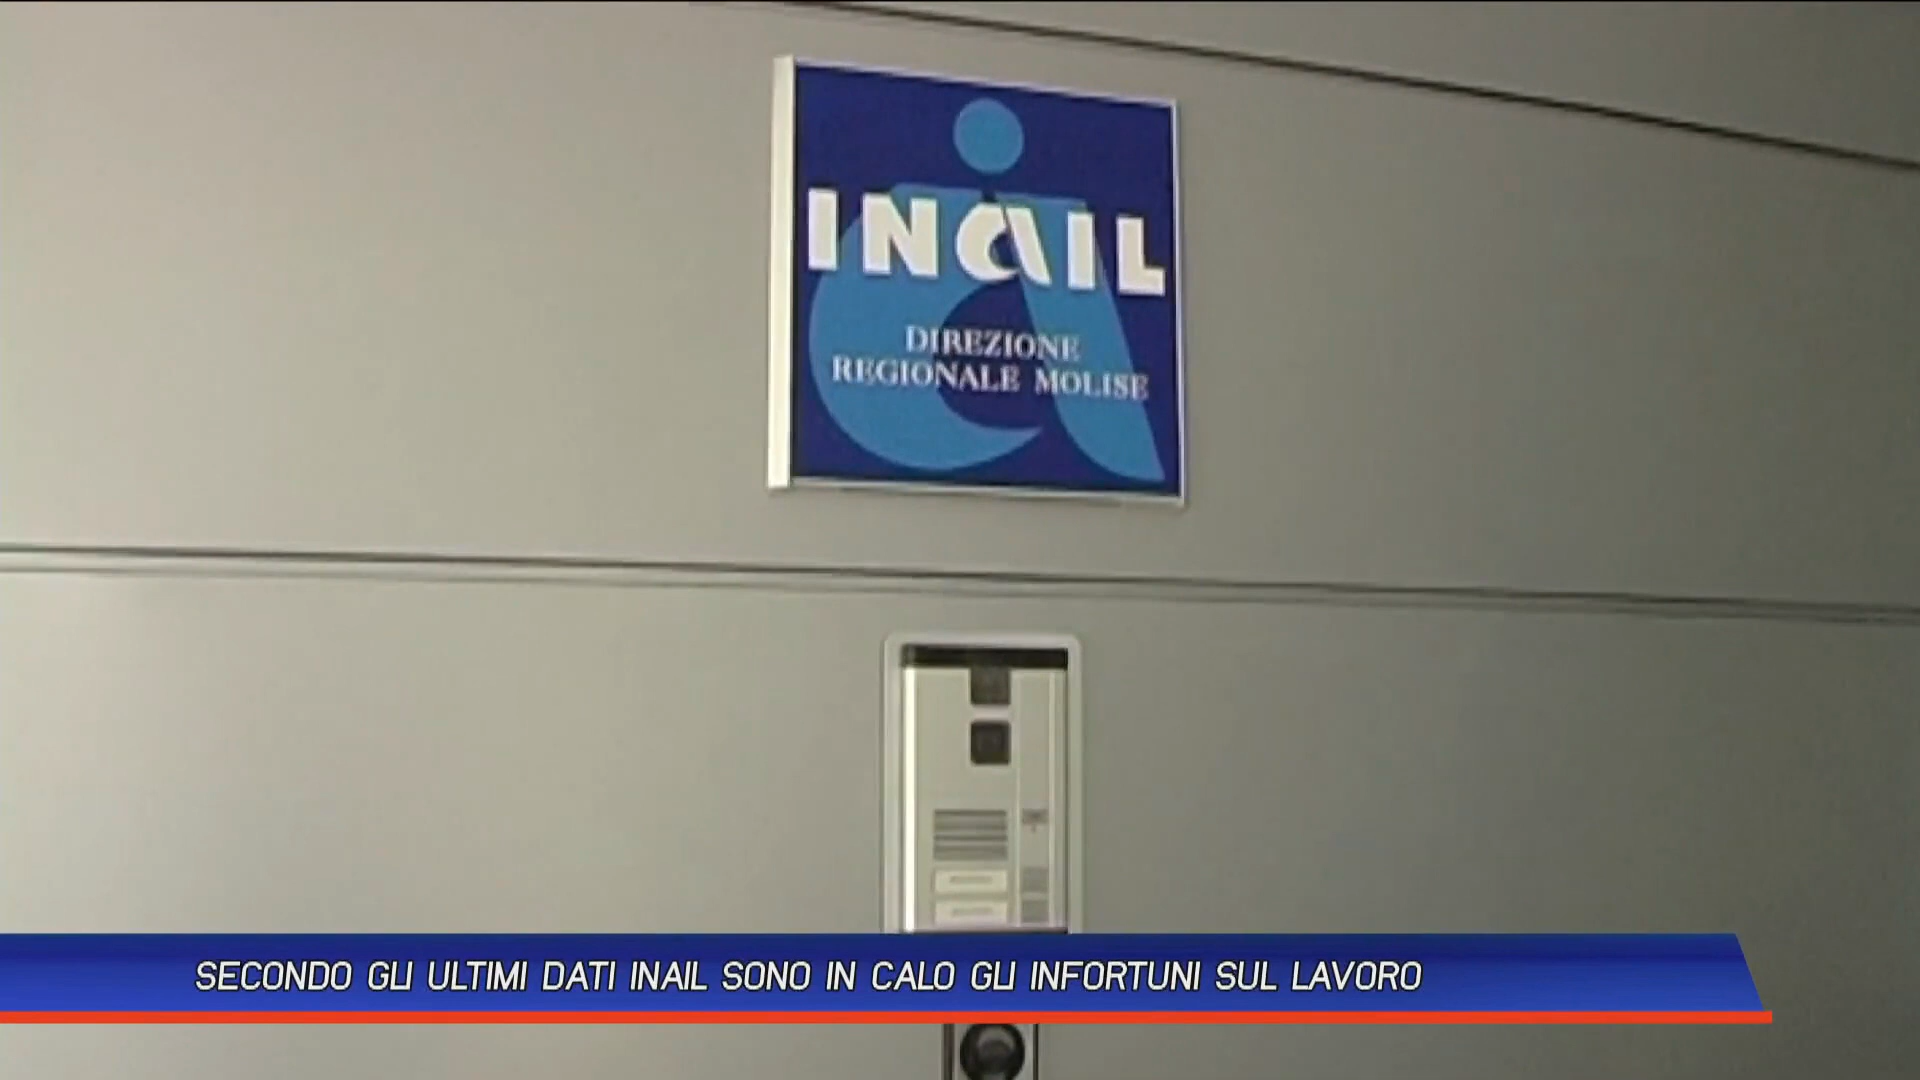 INAIL
DIREZIONE
REGIONALE MOLISE
SECONDO GLI ULTIMI DATI INAIL SONO IN CALO GLI INFORTUNI SUL LAVORO